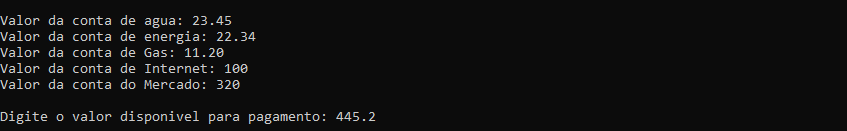 Valor da conta de agua: 23.45
Valor da conta de energia: 22.34
Valor da conta de Gas: 11.20
Valor da conta de Internet: 100
Valor da conta do Mercado: 320
Digite o valor disponivel para pagamento: 445.2